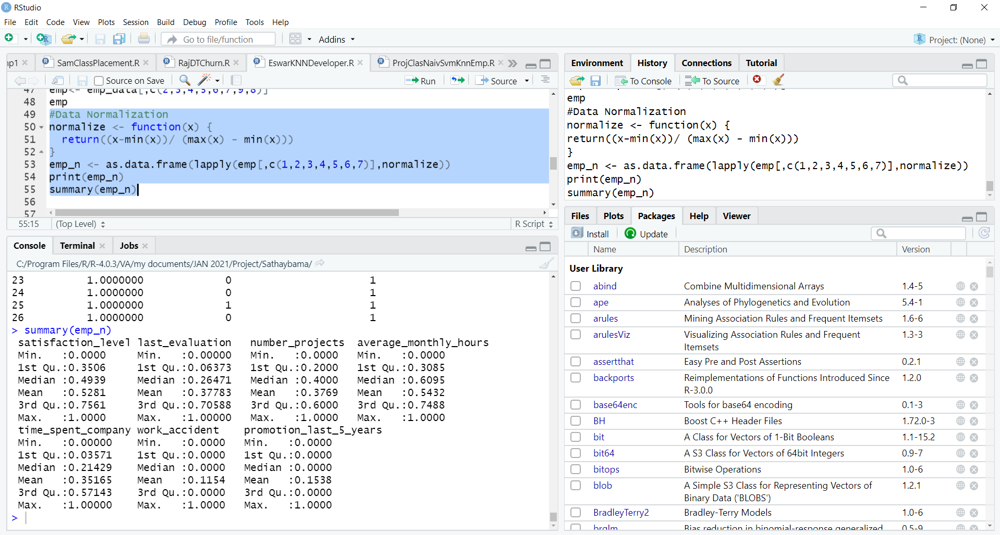 RStudio
File Edit Code View Plots Session Build Debug Profile Tools Help
Go to file/function Addins Project: (None)
np1 SamClassPlacement.R RajDTChurn.R EswarKNNDeveloper.R ProjClasNaivSvmKnnEmp.R
Source on Save Run Source
47 emp<- emp_data[,c(2,3,4,5,6,7,9,8)]
48 emp
49 #Data Normalization
50 normalize <- function(x) {
51 return((x-min(x))/ (max(x) - min(x)))
52 }
53 emp_n <- as.data.frame(lapply(emp[,c(1,2,3,4,5,6,7)],normalize))
54 print(emp_n)
55 summary(emp_n)
56
57
55:15 (Top Level) R Script
Console Terminal Jobs
C:/Program Files/R/R-4.0.3/VA/my documents/JAN 2021/Project/Sathaybama/
23 1.0000000 0 1
24 1.0000000 0 1
25 1.0000000 1 1
26 1.0000000 0 1
> summary(emp_n)
satisfaction_level last_evaluation number_projects average_monthly_hours
Min. :0.0000 Min. :0.00000 Min. :0.0000 Min. :0.0000
1st Qu.:0.3506 1st Qu.:0.06373 1st Qu.:0.2000 1st Qu.:0.3085
Median :0.4939 Median :0.26471 Median :0.4000 Median :0.6095
Mean :0.5281 Mean :0.37783 Mean :0.3769 Mean :0.5432
3rd Qu.:0.7561 3rd Qu.:0.70588 3rd Qu.:0.6000 3rd Qu.:0.7488
Max. :1.0000 Max. :1.00000 Max. :1.0000 Max. :1.0000
time_spent_company work_accident promotion_last_5_years
Min. :0.00000 Min. :0.0000 Min. :0.0000
1st Qu.:0.03571 1st Qu.:0.0000 1st Qu.:0.0000
Median :0.21429 Median :0.0000 Median :0.0000
Mean :0.35165 Mean :0.1154 Mean :0.1538
3rd Qu.:0.57143 3rd Qu.:0.0000 3rd Qu.:0.0000
Max. :1.00000 Max. :1.0000 Max. :1.0000
>
Environment History Connections Tutorial
To Console To Source
emp
#Data Normalization
normalize <- function(x) {
return((x-min(x))/ (max(x) - min(x)))
}
emp_n <- as.data.frame(lapply(emp[,c(1,2,3,4,5,6,7)],normalize))
print(emp_n)
summary(emp_n)
Files Plots Packages Help Viewer
Install Update
Name Description Version
User Library
abind Combine Multidimensional Arrays 1.4-5
ape Analyses of Phylogenetics and Evolution 5.4-1
arules Mining Association Rules and Frequent Itemsets 1.6-6
arulesViz Visualizing Association Rules and Frequent 1.3-3
Itemsets
assertthat Easy Pre and Post Assertions 0.2.1
backports Reimplementations of Functions Introduced Since 1.2.0
R-3.0.0
base64enc Tools for base64 encoding 0.1-3
BH Boost C++ Header Files 1.72.0-3
bit A Class for Vectors of 1-Bit Booleans 1.1-15.2
bit64 A S3 Class for Vectors of 64bit Integers 0.9-7
bitops Bitwise Operations 1.0-6
blob A Simple S3 Class for Representing Vectors of 1.2.1
Binary Data ('BLOBS')
BradleyTerry2 Bradley-Terry Models 1.0-6
brglm Bias reduction in binomial-response generalized 0.5-9